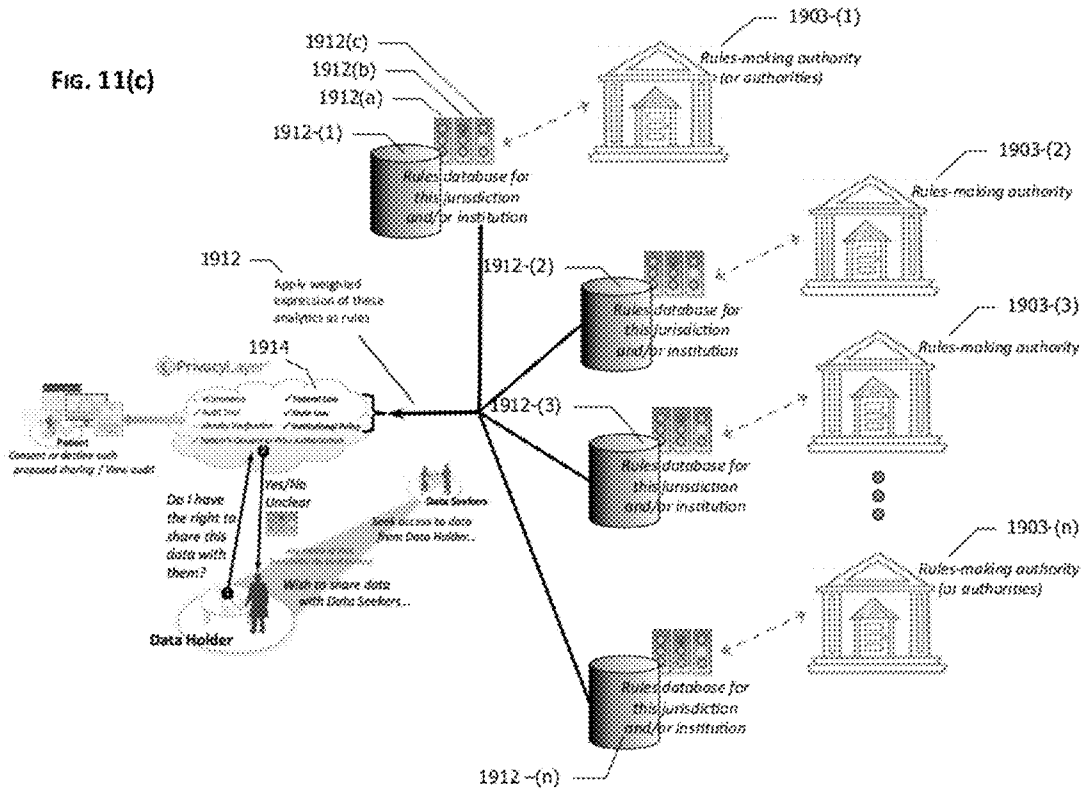 FIG. 11(c)
1912(c)
1912(b)
1912(a)
1912-(1)
Rules database for
this jurisdiction
and/or institution
1903-(1)
Rules-making authority
(or authorities)
1903-(2)
Rules-making authority
1912-(2)
Rules database for
this jurisdiction
and/or institution
1912
Apply weighted
expression of these
analytics as rules
1903-(3)
Rules-making authority
1914
PrivacyLayer
1912-(3)
Rules database for
this jurisdiction
and/or institution
Patient
Consent or decline each
proposed sharing / View audit
Do I have
the right to
share this
data with
them?
Yes/No
Unclear
Data Seekers
Seek access to data
from Data Holder...
Wish to share data
with Data Seekers...
Data Holder
1903-(n)
Rules-making authority
(or authorities)
Rules database for
this jurisdiction
and/or institution
1912-(n)